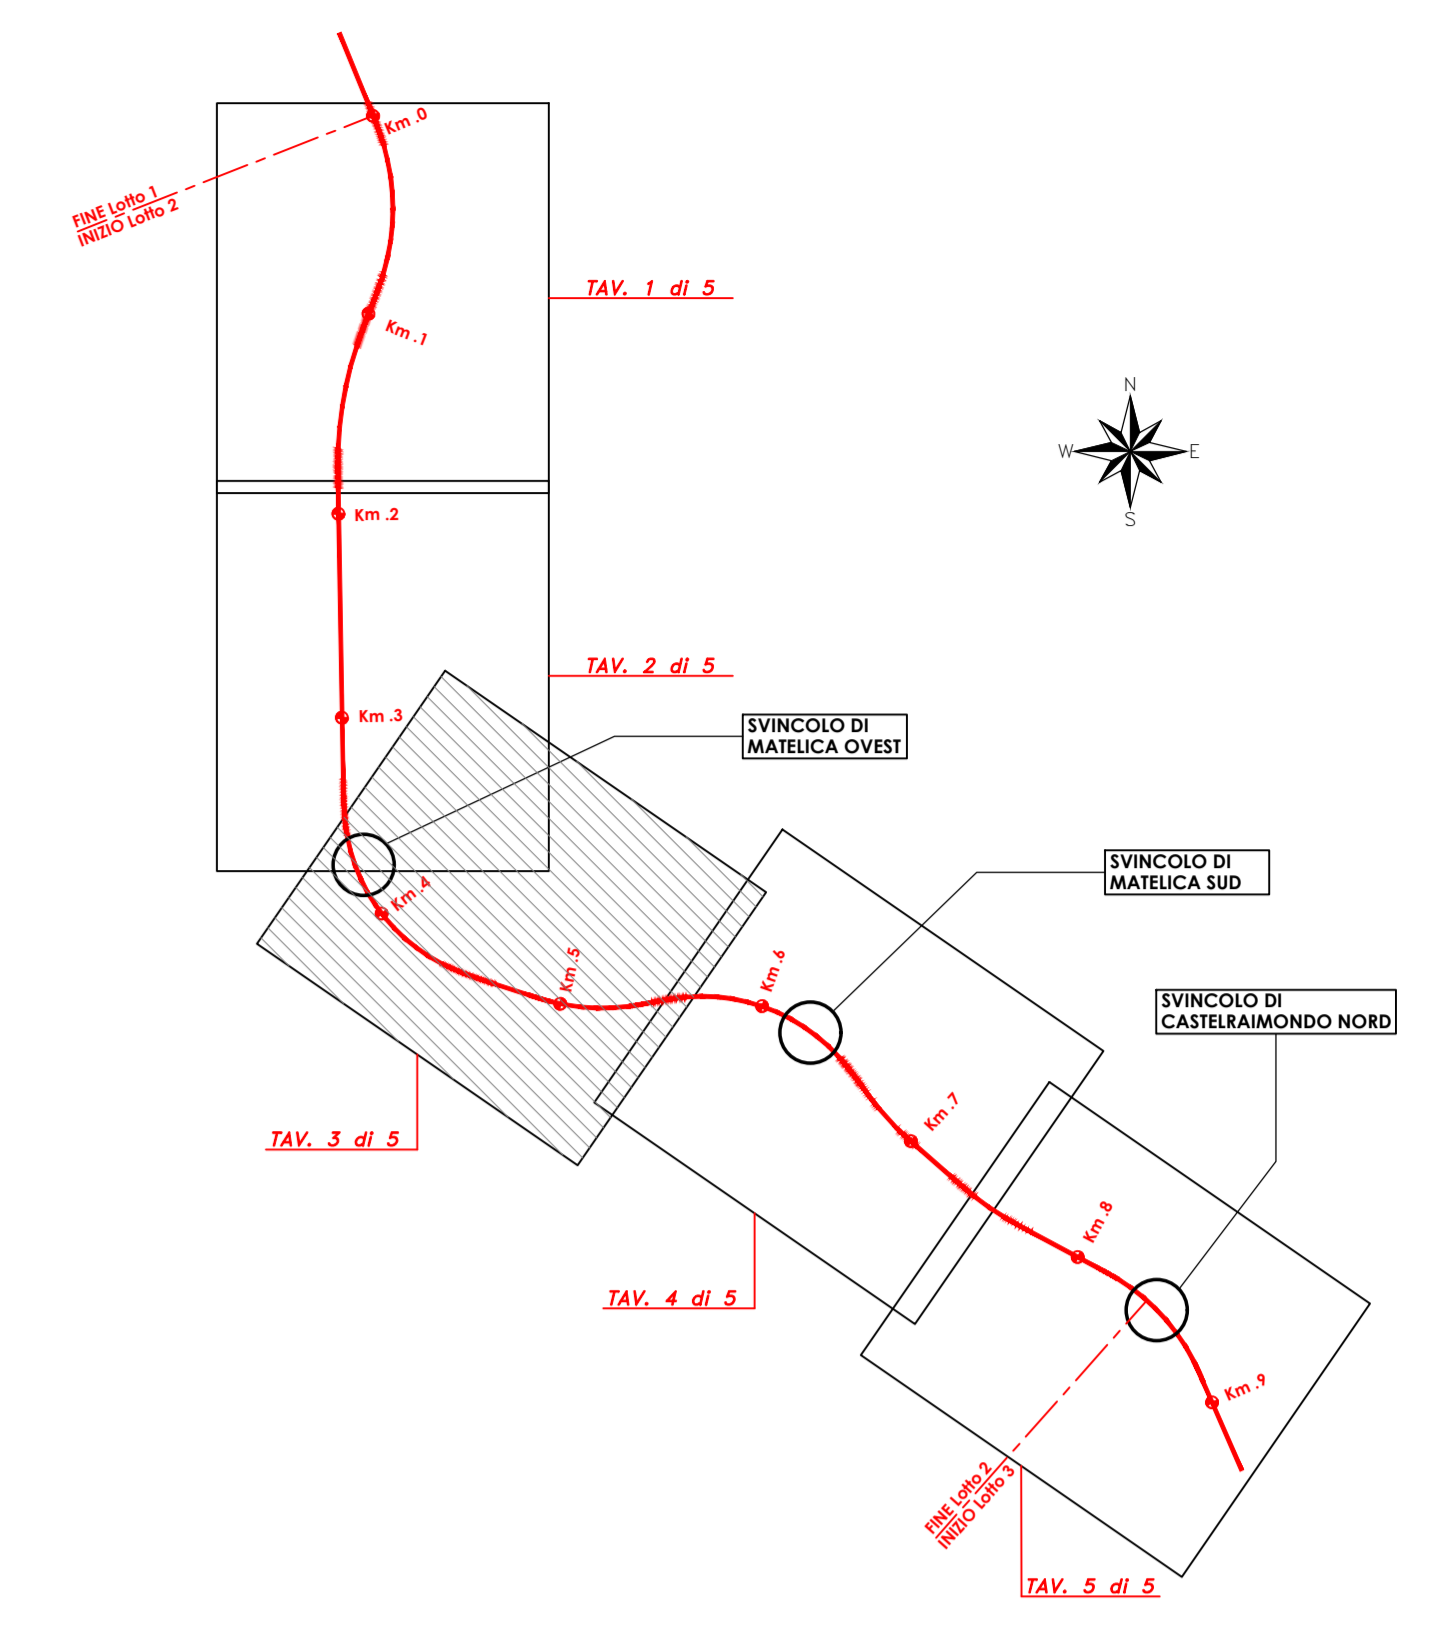 Km .0
FINE Lotto 1
INIZIO Lotto 2
TAV. 1 di 5
Km .1
N
W
E
S
Km .2
TAV. 2 di 5
Km .3
SVINCOLO DI
MATELICA OVEST
Km .4
SVINCOLO DI
MATELICA SUD
Km .5
Km .6
SVINCOLO DI
CASTELRAIMONDO NORD
TAV. 3 di 5
Km .7
Km .8
TAV. 4 di 5
Km .9
FINE Lotto 2
INIZIO Lotto 3
TAV. 5 di 5